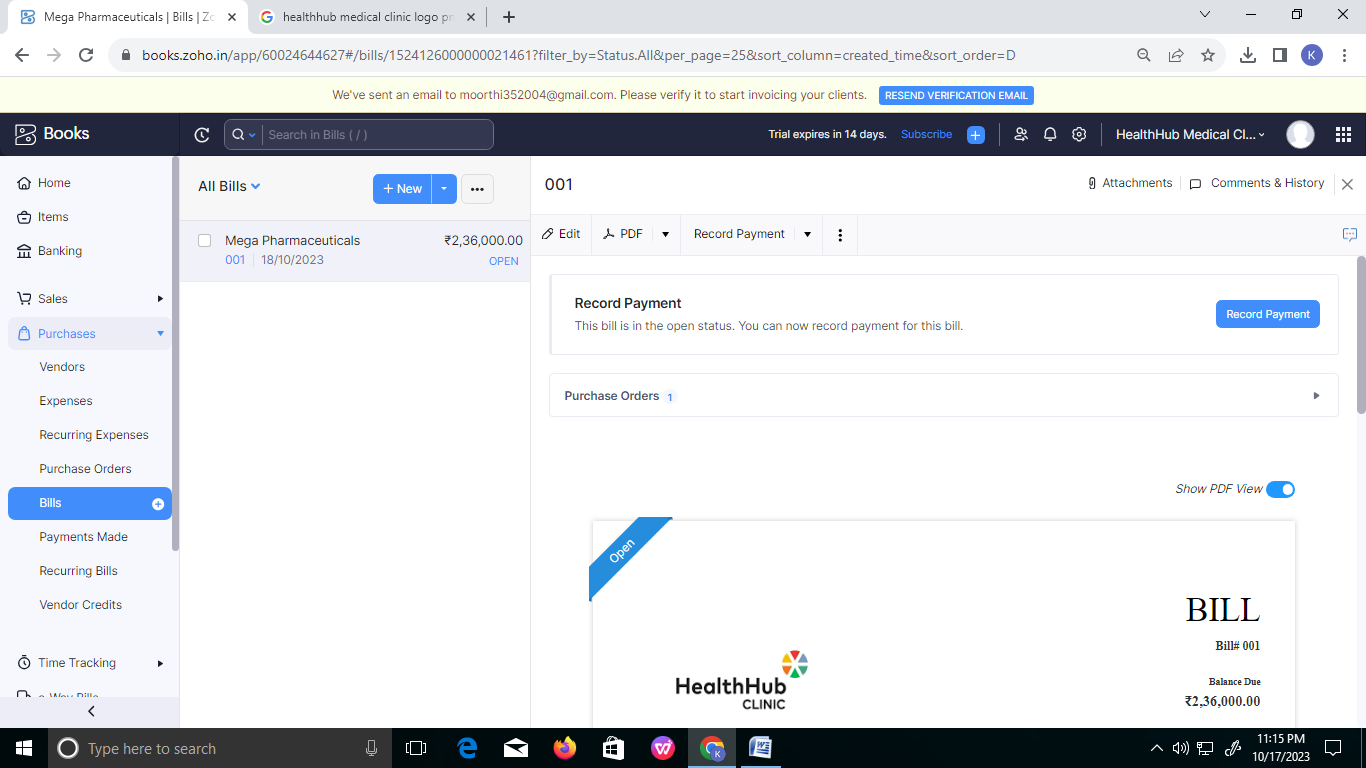 Mega Pharmaceuticals | Bills | Zo
healthhub medical clinic logo pn
books.zoho.in/app/60024644627#/bills/1524126000000021461?filter_by=Status.All&per_page=25&sort_column=created_time&sort_order=D
K
We've sent an email to moorthi352004@gmail.com. Please verify it to start invoicing your clients. RESEND VERIFICATION EMAIL
Books
Search in Bills ( / )
Trial expires in 14 days. Subscribe
HealthHub Medical Cl...
Home
Items
Banking
Sales
Purchases
Vendors
Expenses
Recurring Expenses
Purchase Orders
Bills
Payments Made
Recurring Bills
Vendor Credits
Time Tracking
e-Way Bills
All Bills
+ New
Mega Pharmaceuticals ₹2,36,000.00
001 18/10/2023 OPEN
001
Attachments
Comments & History
Edit PDF Record Payment
Record Payment
This bill is in the open status. You can now record payment for this bill.
Record Payment
Purchase Orders 1
Show PDF View
Open
BILL
Bill# 001
Balance Due
₹2,36,000.00
HealthHub
CLINIC
Type here to search
11:15 PM
10/17/2023